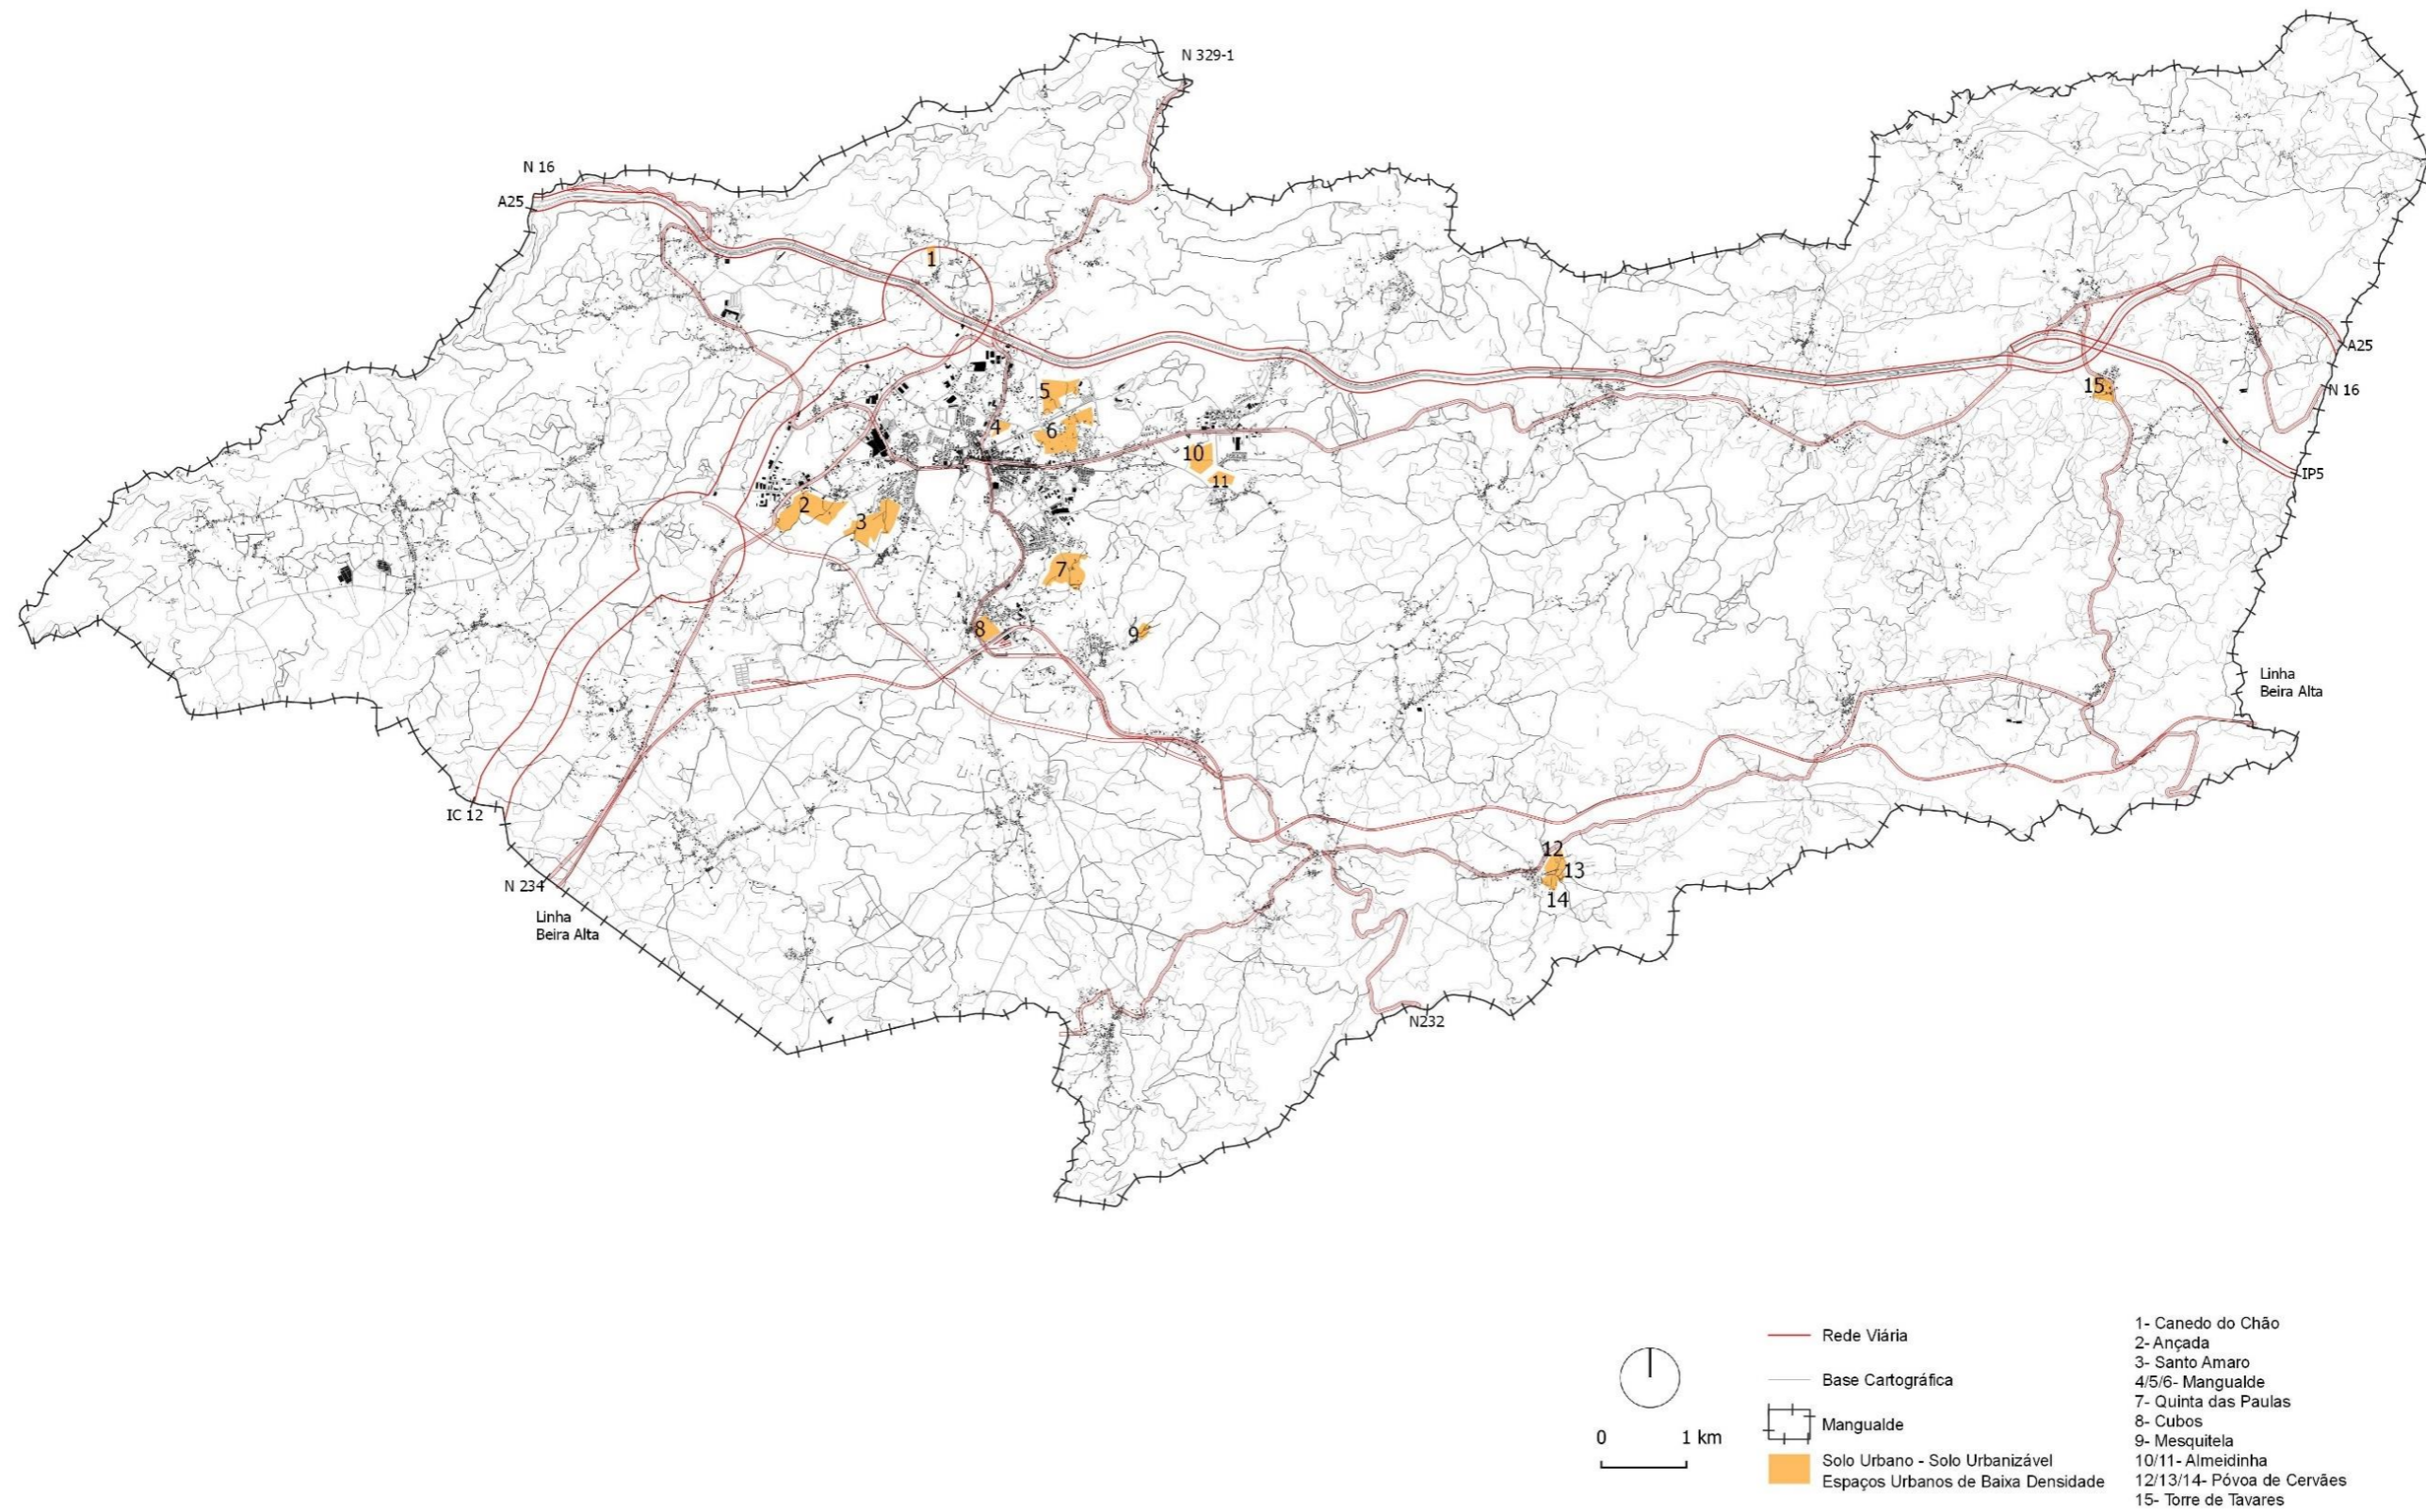 N 329-1
N 16
A25
1
A25
5
15
N 16
4
6
10
IP5
11
2
3
7
8
9
Linha
Beira Alta
IC 12
12
13
N 234
14
Linha
Beira Alta
N232
0 1 km
Rede Viária
Base Cartográfica
Mangualde
Solo Urbano - Solo Urbanizável
Espaços Urbanos de Baixa Densidade
1- Canedo do Chão
2- Ançada
3- Santo Amaro
4/5/6- Mangualde
7- Quinta das Paulas
8- Cubos
9- Mesquitela
10/11- Almeidinha
12/13/14- Póvoa de Cervães
15- Torre de Tavares